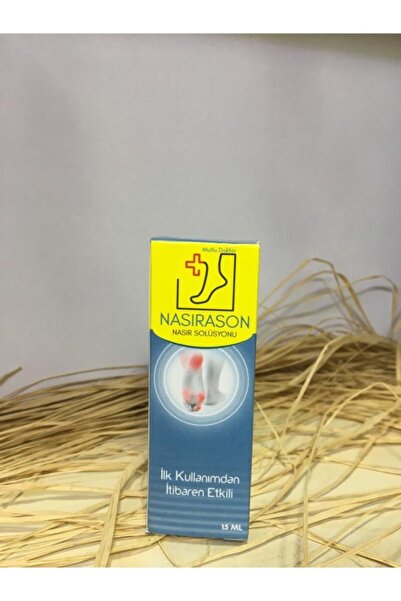 Mutlu Doktor
NASIRASON
NASIR SOLÜSYONU
İlk Kullanımdan
İtibaren Etkili
15 ML